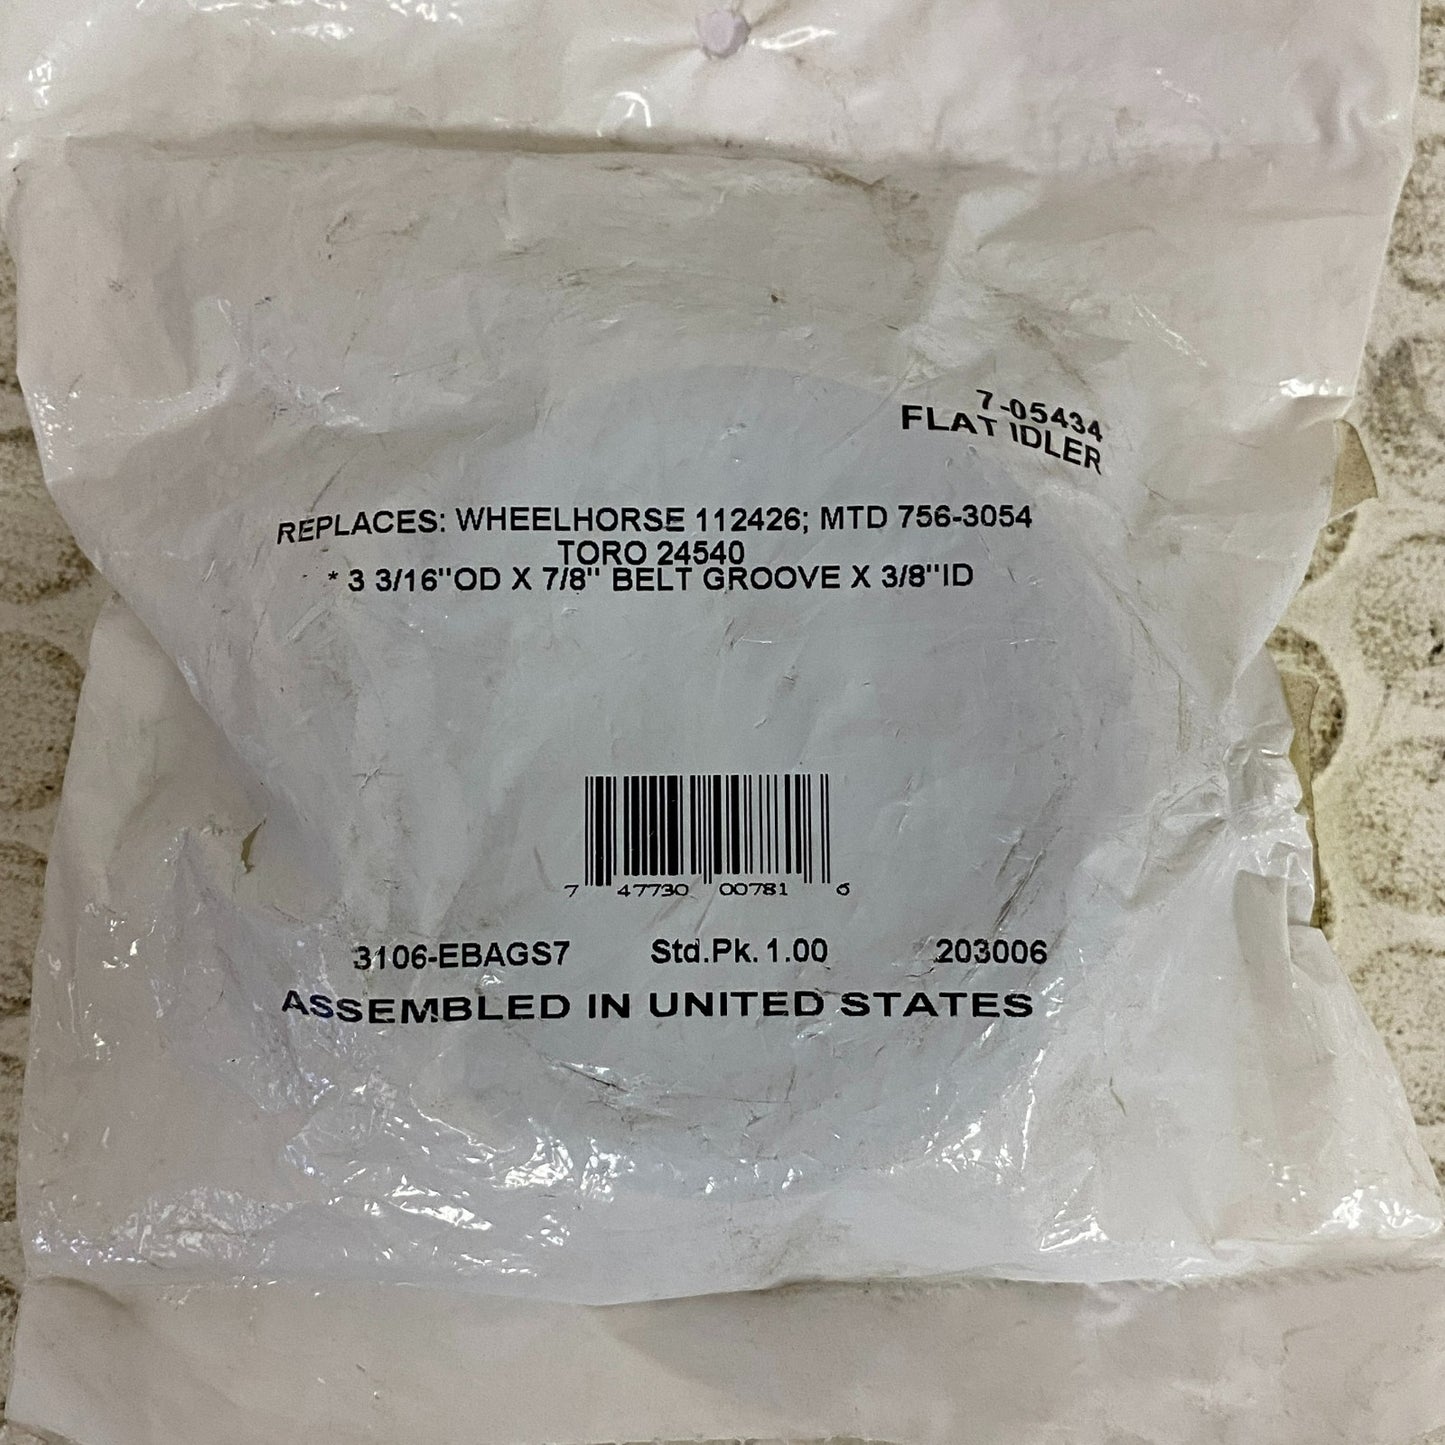 7-05434
FLAT IDLER
REPLACES: WHEELHORSE 112426; MTD 756-3054
TORO 24540
* 3 3/16"OD X 7/8" BELT GROOVE X 3/8"ID
7 47730 00781 6
3106-EBAGS7 Std.Pk. 1.00 203006
ASSEMBLED IN UNITED STATES